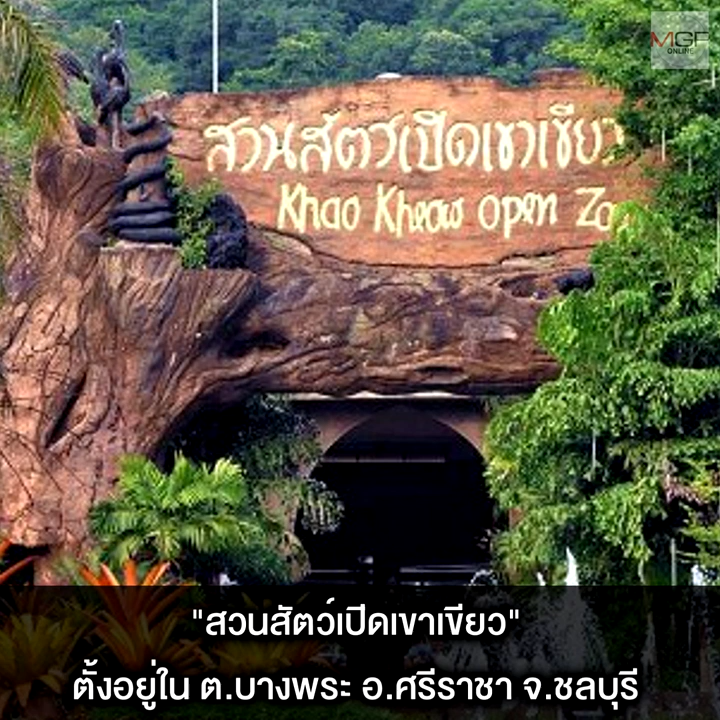 MGF
ONLINE
สวนสัตว์เปิดเขาเขียว
Khao Kheow open Zoo
"สวนสัตว์เปิดเขาเขียว"
ตั้งอยู่ใน ต.บางพระ อ.ศรีราชา จ.ชลบุรี